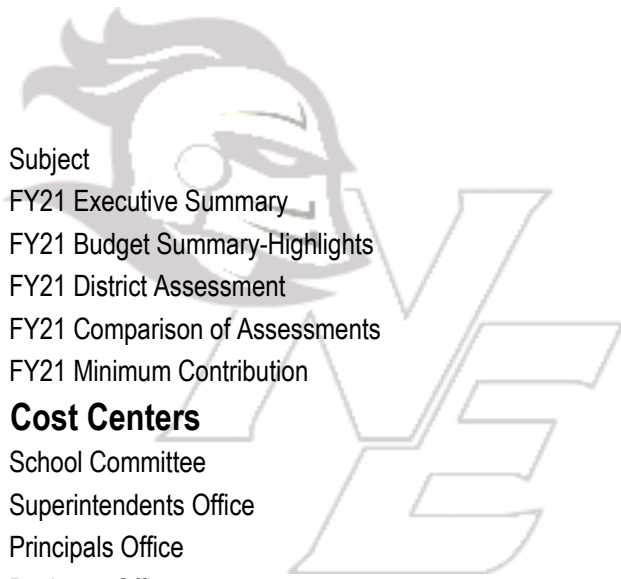 Subject
FY21 Executive Summary
FY21 Budget Summary-Highlights
FY21 District Assessment
FY21 Comparison of Assessments
FY21 Minimum Contribution
Cost Centers
School Committee
Superintendents Office
Principals Office
NE